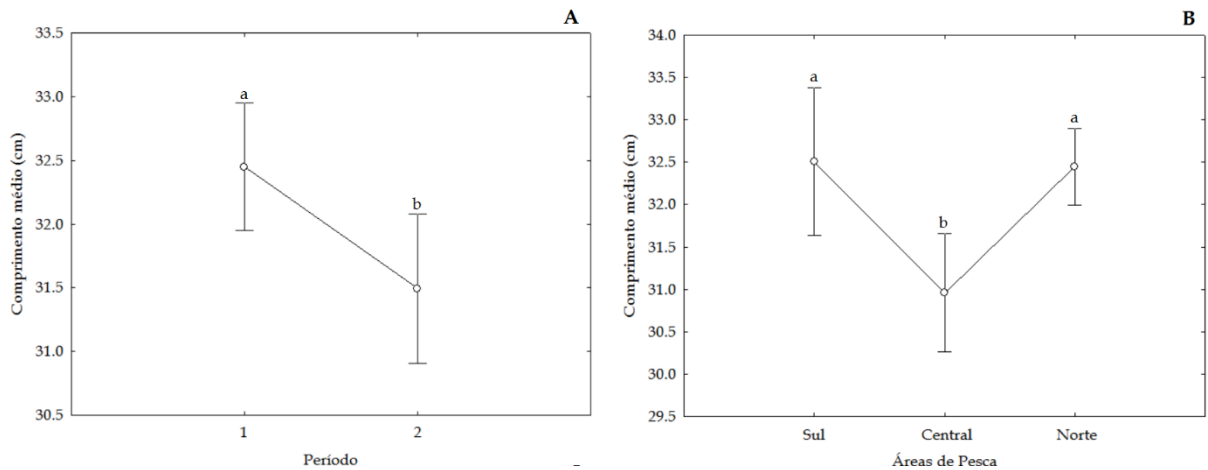 A
33.5
33.0
32.5
32.0
31.5
31.0
30.5
Comprimento médio (cm)
a
b
1
2
Período
B
34.0
33.5
33.0
32.5
32.0
31.5
31.0
30.5
30.0
29.5
Comprimento médio (cm)
a
b
a
Sul
Central
Norte
Áreas de Pesca